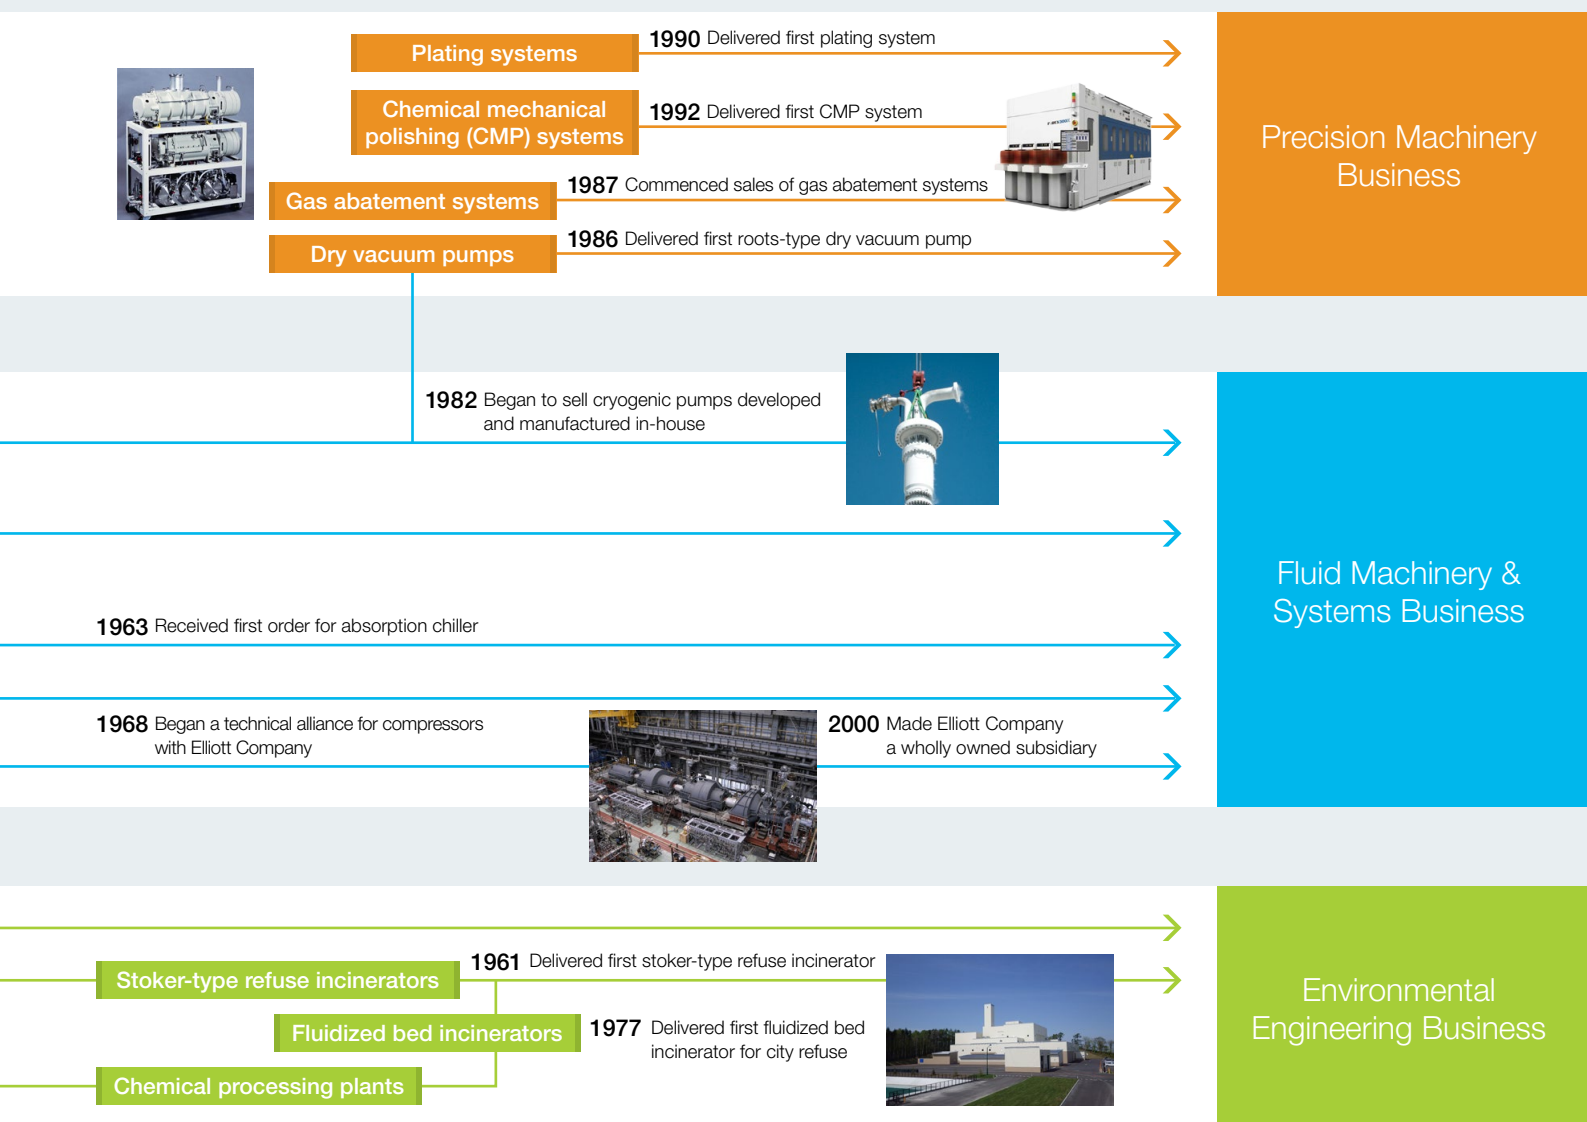 1990 Delivered first plating system
Plating systems
Chemical mechanical
polishing (CMP) systems
1992 Delivered first CMP system
Precision Machinery
Business
1987 Commenced sales of gas abatement systems
Gas abatement systems
1986 Delivered first roots-type dry vacuum pump
Dry vacuum pumps
1982 Began to sell cryogenic pumps developed
and manufactured in-house
Fluid Machinery &
Systems Business
1963 Received first order for absorption chiller
1968 Began a technical alliance for compressors
with Elliott Company
2000 Made Elliott Company
a wholly owned subsidiary
1961 Delivered first stoker-type refuse incinerator
Stoker-type refuse incinerators
Environmental
Engineering Business
Fluidized bed incinerators
1977 Delivered first fluidized bed
incinerator for city refuse
Chemical processing plants